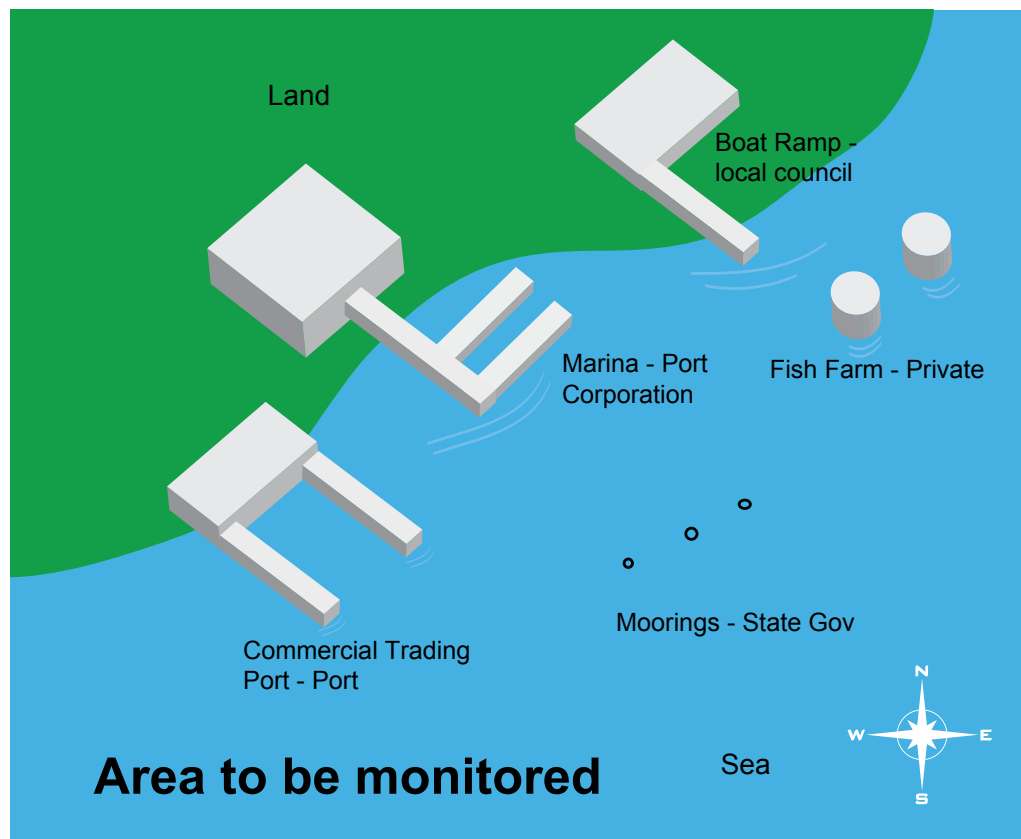 Land
Boat Ramp -
local council
Marina - Port
Corporation
Fish Farm - Private
Moorings - State Gov
Commercial Trading
Port - Port
N
W
E
S
Sea
Area to be monitored